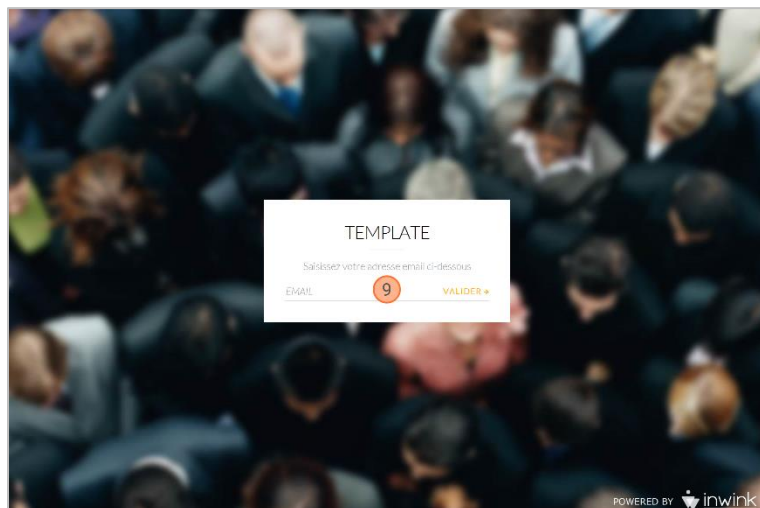 TEMPLATE
Saisissez votre adresse email ci-dessous
EMAIL
9
VALIDER
POWERED BY inwink